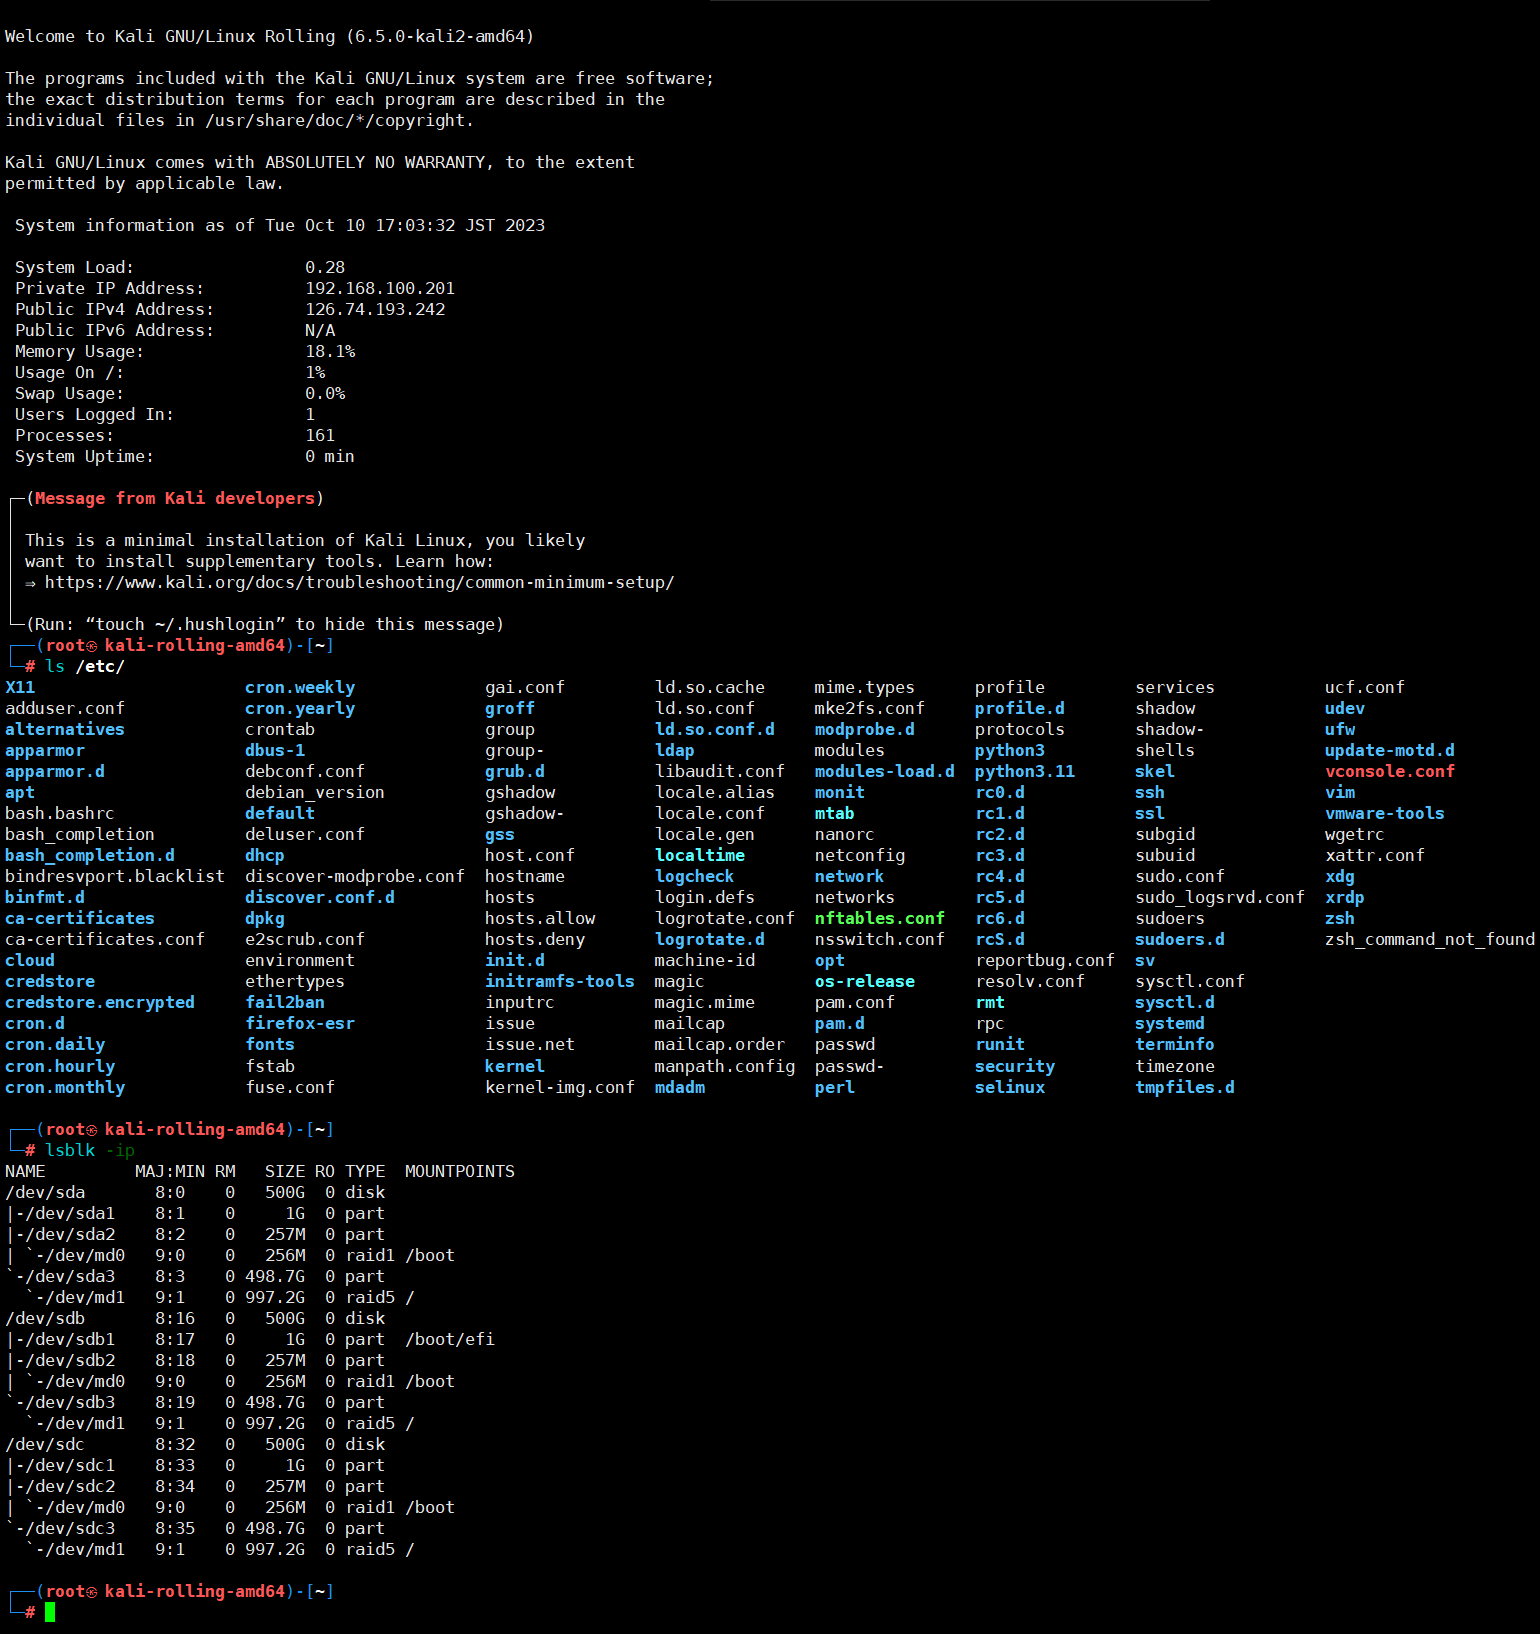 Welcome to Kali GNU/Linux Rolling (6.5.0-kali2-amd64)

The programs included with the Kali GNU/Linux system are free software;
the exact distribution terms for each program are described in the
individual files in /usr/share/doc/*/copyright.

Kali GNU/Linux comes with ABSOLUTELY NO WARRANTY, to the extent
permitted by applicable law.

 System information as of Tue Oct 10 17:03:32 JST 2023

 System Load:                 0.28
 Private IP Address:          192.168.100.201
 Public IPv4 Address:         126.74.193.242
 Public IPv6 Address:         N/A
 Memory Usage:                18.1%
 Usage On /:                  1%
 Swap Usage:                  0.0%
 Users Logged In:             1
 Processes:                   161
 System Uptime:               0 min

┌─(Message from Kali developers)
│
│ This is a minimal installation of Kali Linux, you likely
│ want to install supplementary tools. Learn how:
│ ⇒ https://www.kali.org/docs/troubleshooting/common-minimum-setup/
│
└─(Run: “touch ~/.hushlogin” to hide this message)
┌──(root㉿kali-rolling-amd64)-[~]
└─# ls /etc/
X11                     cron.weekly            gai.conf         ld.so.cache     mime.types     profile        services           ucf.conf
adduser.conf            cron.yearly            groff            ld.so.conf      mke2fs.conf    profile.d      shadow             udev
alternatives            crontab                group            ld.so.conf.d    modprobe.d     protocols      shadow-            ufw
apparmor                dbus-1                 group-           ldap            modules        python3        shells             update-motd.d
apparmor.d              debconf.conf           grub.d           libaudit.conf   modules-load.d  python3.11     skel               vconsole.conf
apt                     debian_version         gshadow          locale.alias    monit          rc0.d          ssh                vim
bash.bashrc             default                gshadow-         locale.conf     mtab           rc1.d          ssl                vmware-tools
bash_completion         deluser.conf           gss              locale.gen      nanorc         rc2.d          subgid             wgetrc
bash_completion.d       dhcp                   host.conf        localtime       netconfig      rc3.d          subuid             xattr.conf
bindresvport.blacklist  discover-modprobe.conf  hostname         logcheck        network        rc4.d          sudo.conf          xdg
binfmt.d                discover.conf.d        hosts            login.defs      networks       rc5.d          sudo_logsrvd.conf  xrdp
ca-certificates         dpkg                   hosts.allow      logrotate.conf  nftables.conf  rc6.d          sudoers            zsh
ca-certificates.conf    e2scrub.conf           hosts.deny       logrotate.d     nsswitch.conf  rcS.d          sudoers.d          zsh_command_not_found
cloud                   environment            init.d           machine-id      opt            reportbug.conf  sv
credstore               ethertypes             initramfs-tools  magic           os-release     resolv.conf    sysctl.conf
credstore.encrypted     fail2ban               inputrc          magic.mime      pam.conf       rmt            sysctl.d
cron.d                  firefox-esr            issue            mailcap         pam.d          rpc            systemd
cron.daily              fonts                  issue.net        mailcap.order   passwd         runit          terminfo
cron.hourly             fstab                  kernel           manpath.config  passwd-        security       timezone
cron.monthly            fuse.conf              kernel-img.conf  mdadm           perl           selinux        tmpfiles.d

┌──(root㉿kali-rolling-amd64)-[~]
└─# lsblk -ip
NAME         MAJ:MIN RM   SIZE RO TYPE  MOUNTPOINTS
/dev/sda       8:0    0   500G  0 disk
|-/dev/sda1    8:1    0     1G  0 part
|-/dev/sda2    8:2    0   257M  0 part
| `-/dev/md0   9:0    0   256M  0 raid1 /boot
`-/dev/sda3    8:3    0 498.7G  0 part
  `-/dev/md1   9:1    0 997.2G  0 raid5 /
/dev/sdb       8:16   0   500G  0 disk
|-/dev/sdb1    8:17   0     1G  0 part  /boot/efi
|-/dev/sdb2    8:18   0   257M  0 part
| `-/dev/md0   9:0    0   256M  0 raid1 /boot
`-/dev/sdb3    8:19   0 498.7G  0 part
  `-/dev/md1   9:1    0 997.2G  0 raid5 /
/dev/sdc       8:32   0   500G  0 disk
|-/dev/sdc1    8:33   0     1G  0 part
|-/dev/sdc2    8:34   0   257M  0 part
| `-/dev/md0   9:0    0   256M  0 raid1 /boot
`-/dev/sdc3    8:35   0 498.7G  0 part
  `-/dev/md1   9:1    0 997.2G  0 raid5 /

┌──(root㉿kali-rolling-amd64)-[~]
└─#